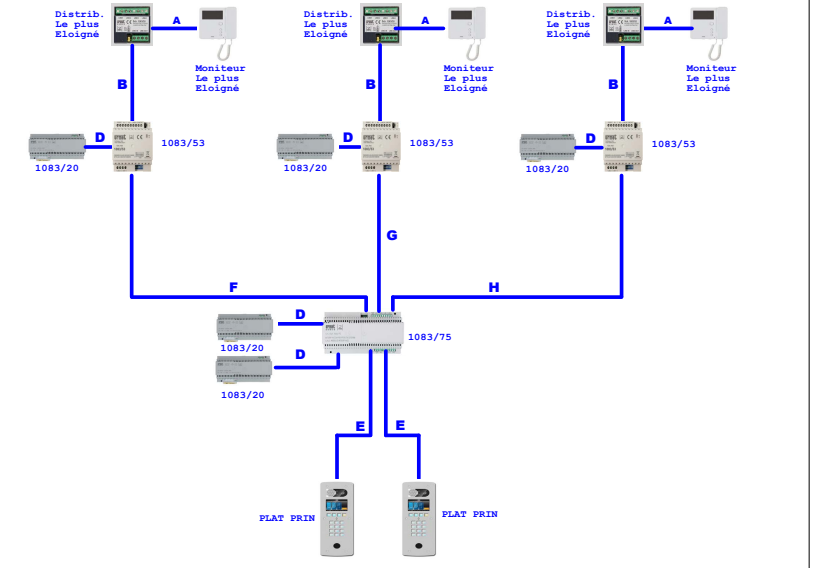 Distrib.
Le plus
Eloigné
A
Moniteur
Le plus
Eloigné
B
D
1083/20
1083/53
Distrib.
Le plus
Eloigné
A
Moniteur
Le plus
Eloigné
B
D
1083/20
1083/53
Distrib.
Le plus
Eloigné
A
Moniteur
Le plus
Eloigné
B
D
1083/20
1083/53
G
F
H
D
1083/20
D
1083/20
1083/75
E
E
PLAT PRIN
PLAT PRIN